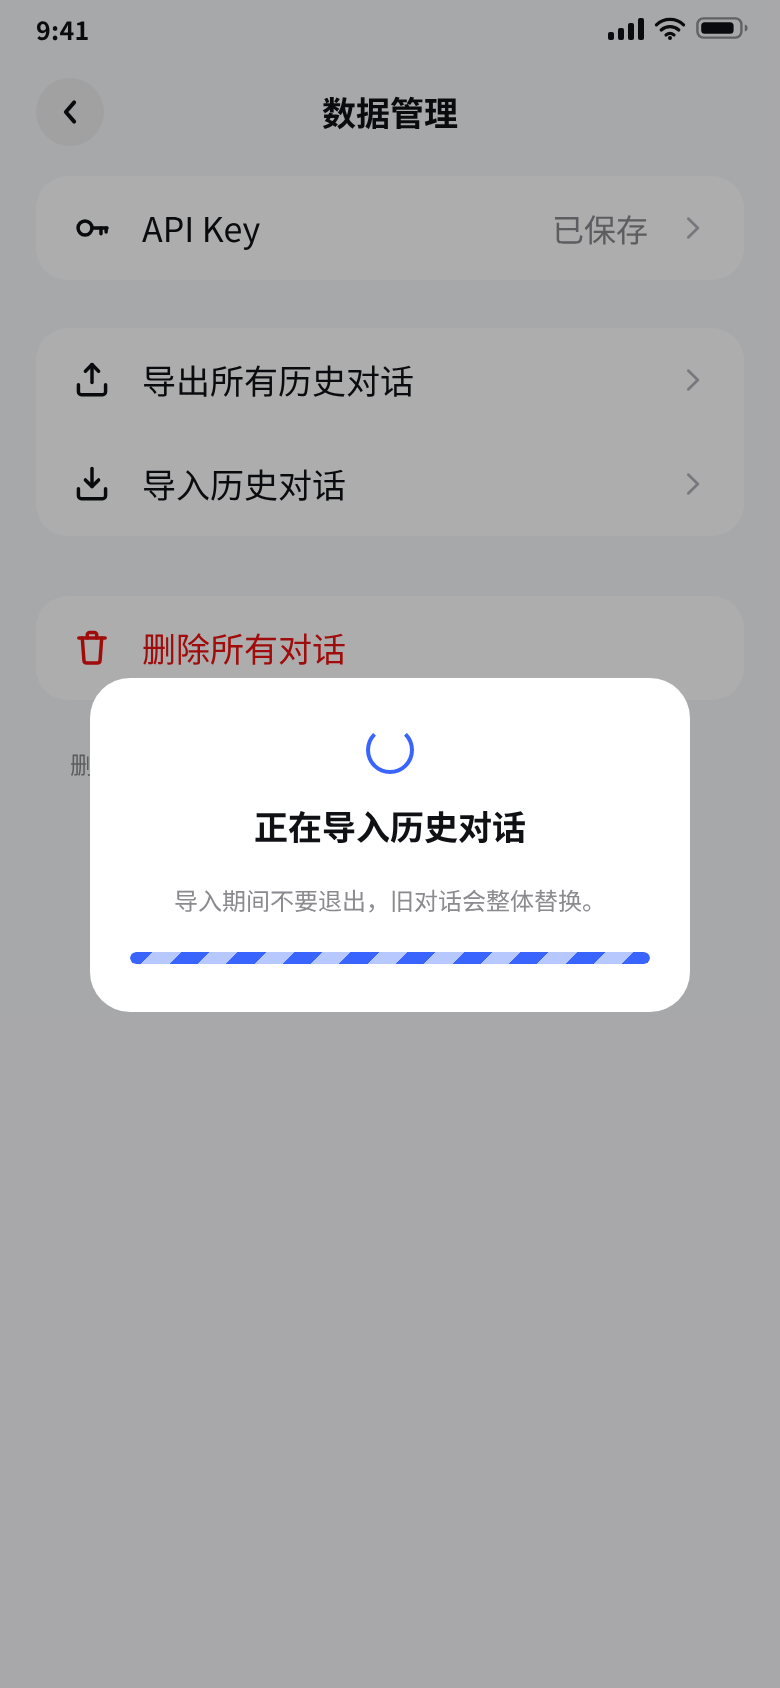 9:41
数据管理
API Key 已保存
导出所有历史对话
导入历史对话
删除所有对话
正在导入历史对话
导入期间不要退出，旧对话会整体替换。